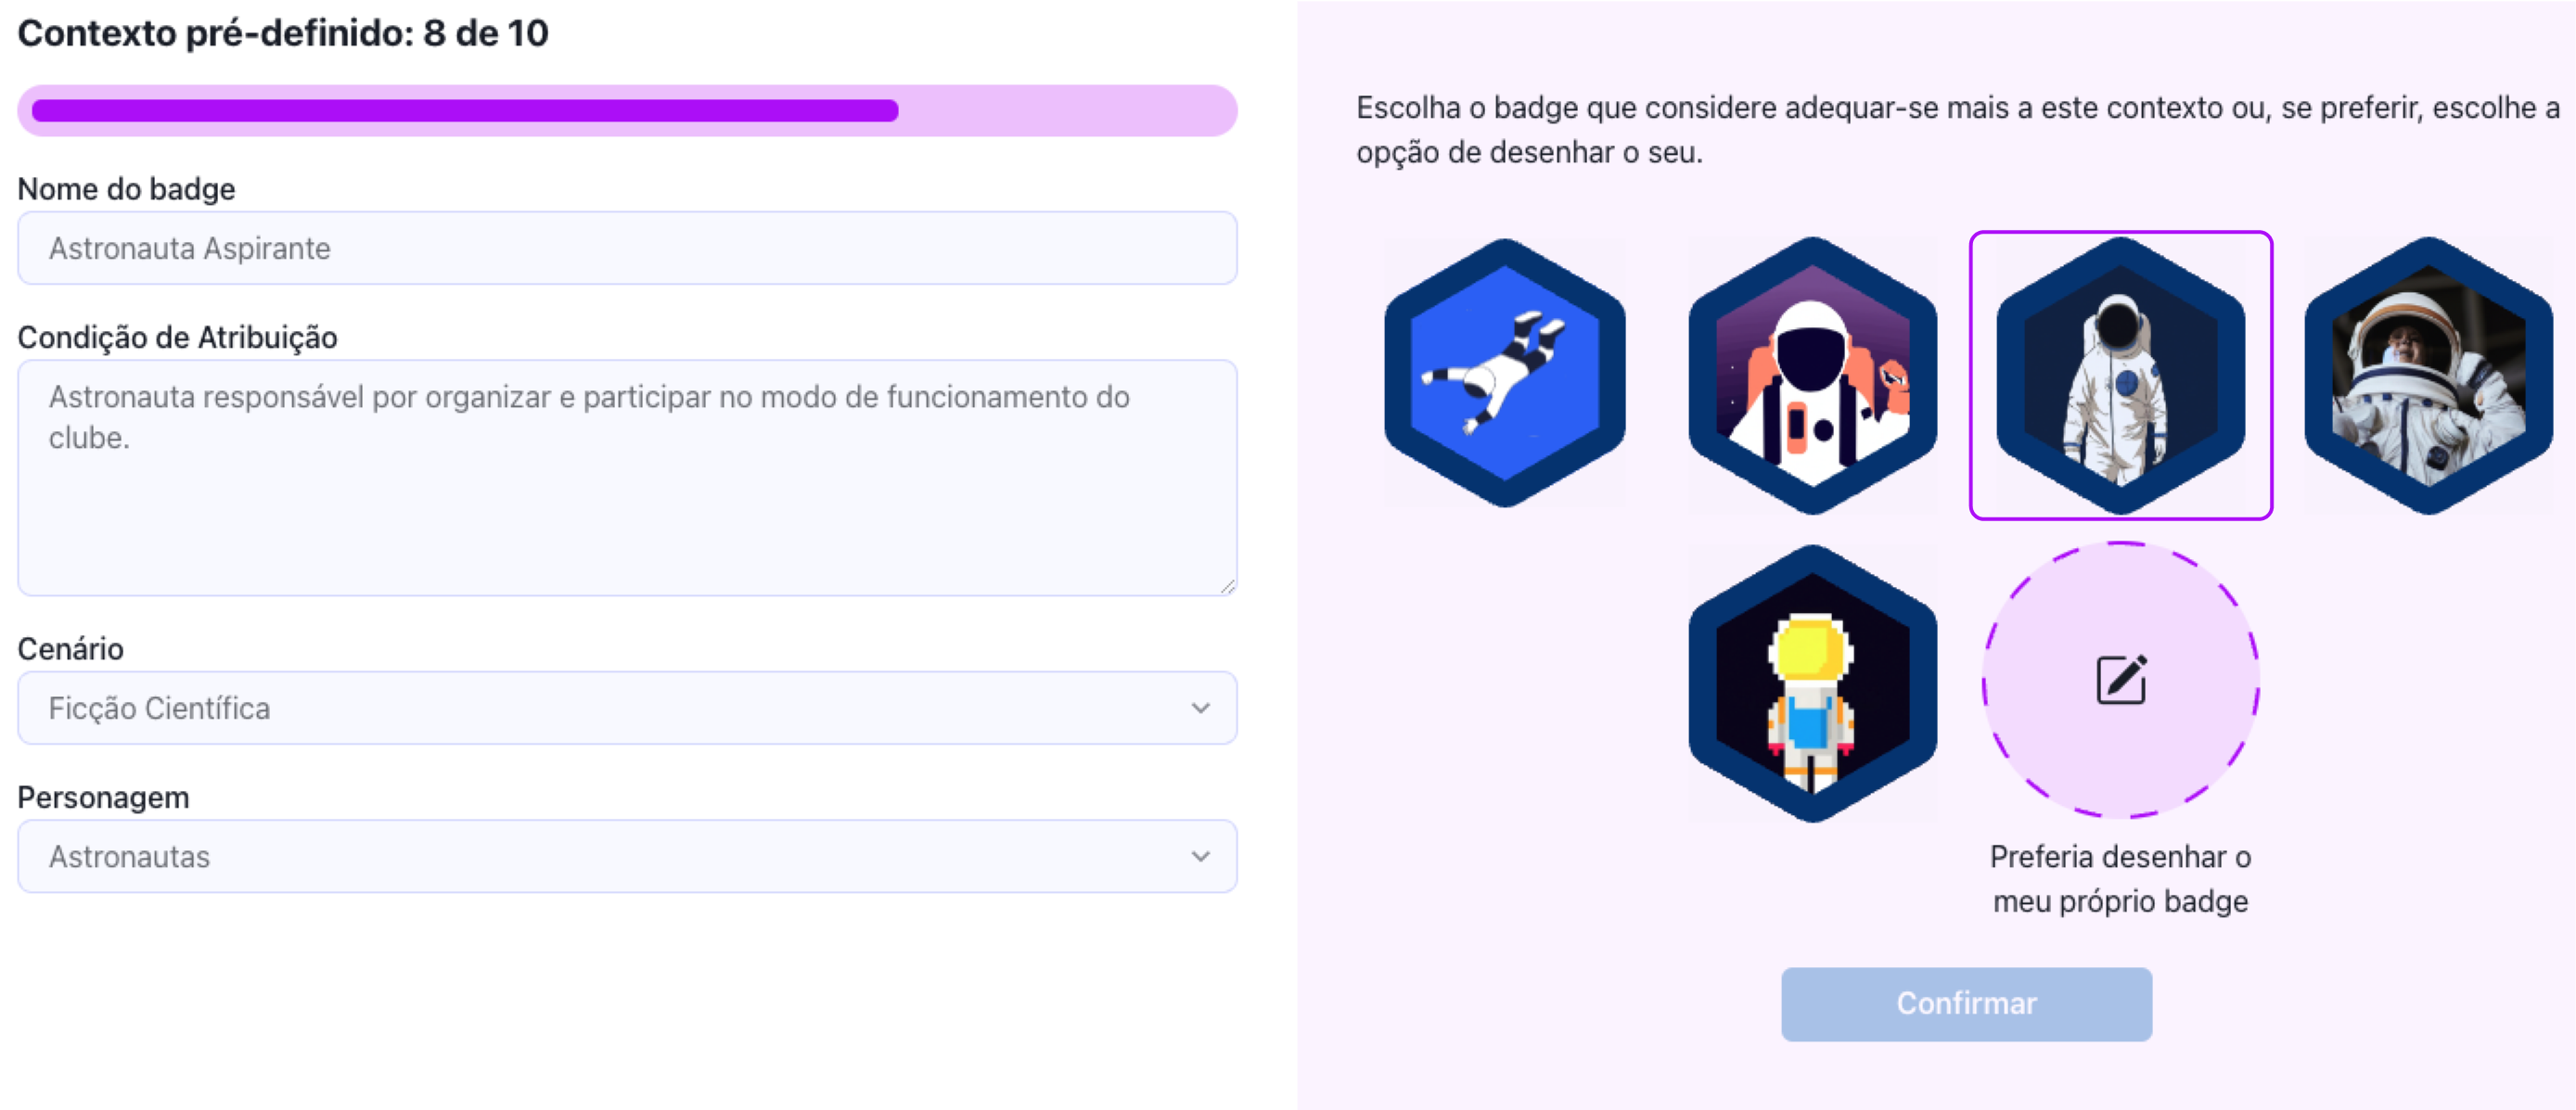 Contexto pré-definido: 8 de 10
Nome do badge
Astronauta Aspirante
Condição de Atribuição
Astronauta responsável por organizar e participar no modo de funcionamento do
clube.
Cenário
Ficção Científica
Personagem
Astronautas
Escolha o badge que considere adequar-se mais a este contexto ou, se preferir, escolhe a
opção de desenhar o seu.
Preferia desenhar o
meu próprio badge
Confirmar